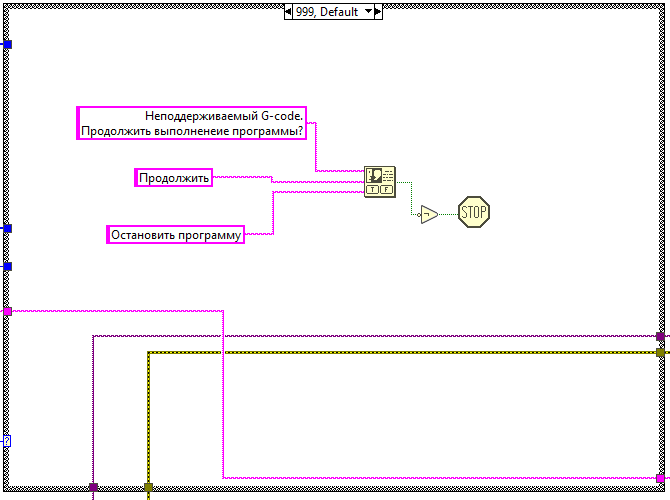 999, Default
Неподдерживаемый G-code.
Продолжить выполненеие программы?
Продолжить
T F
STOP
Остановить программу
?